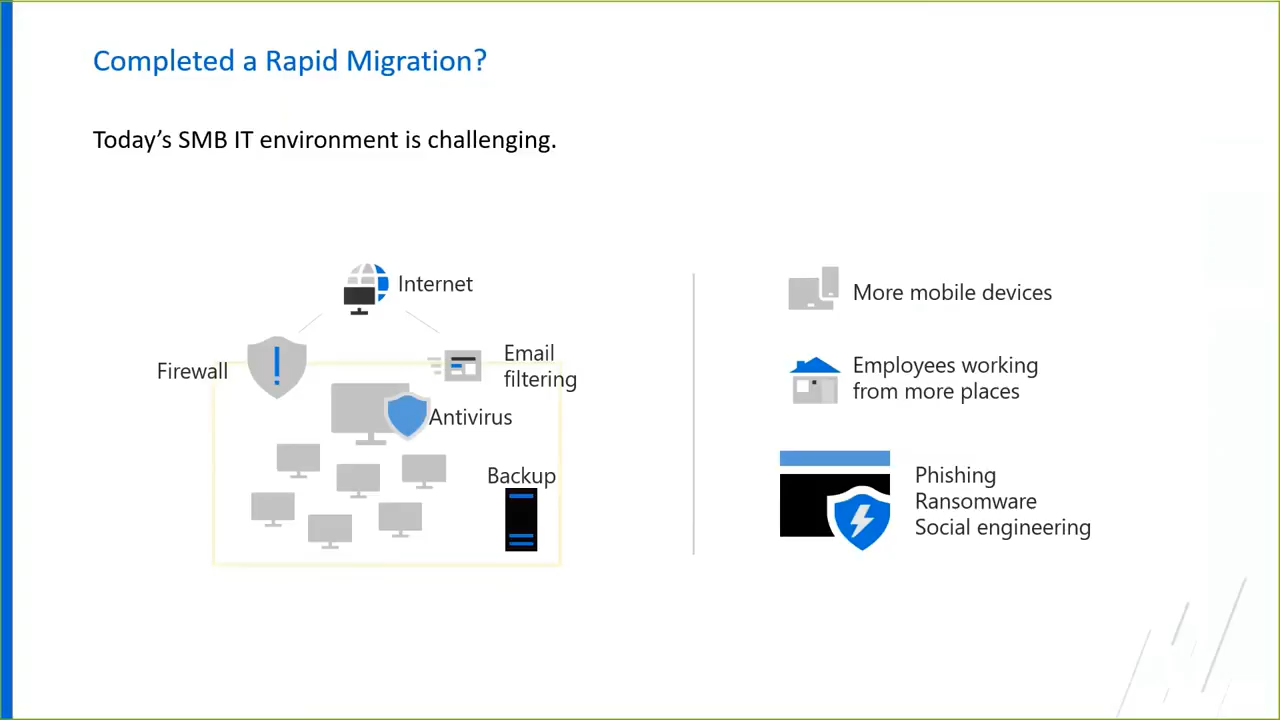 Completed a Rapid Migration?
Today’s SMB IT environment is challenging.
Internet
Firewall
Email
filtering
Antivirus
Backup
More mobile devices
Employees working
from more places
Phishing
Ransomware
Social engineering